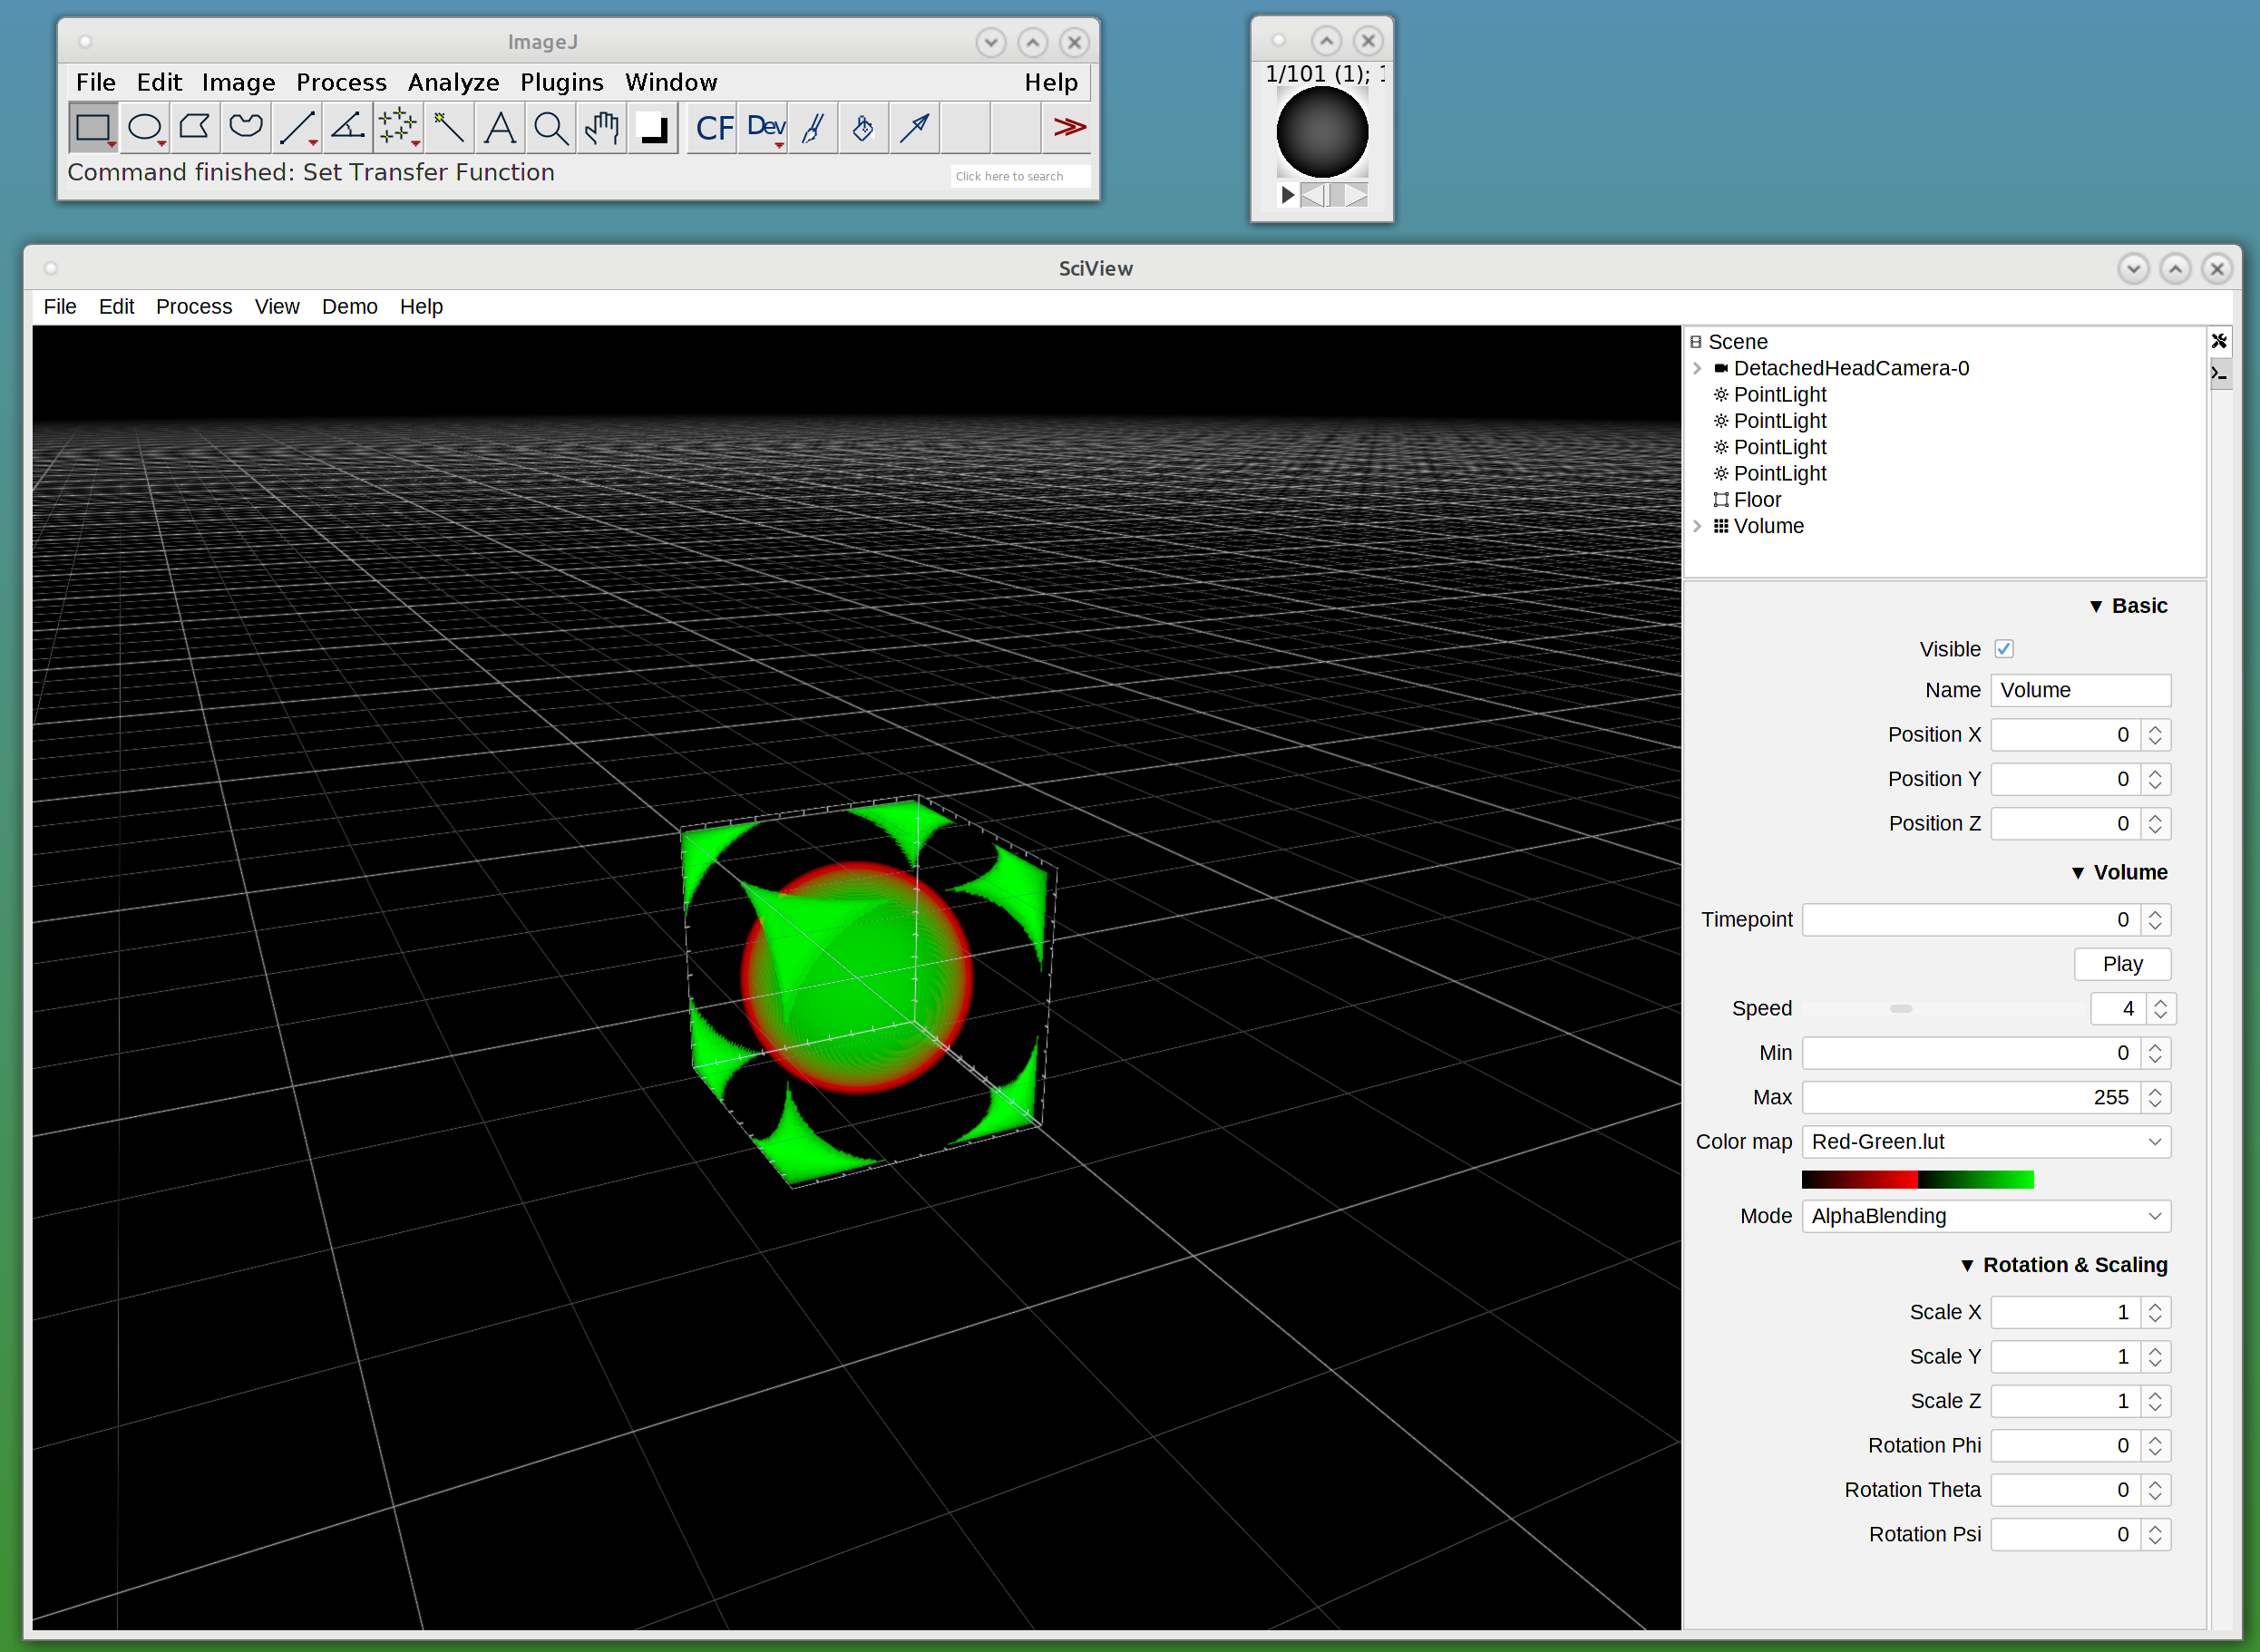 ImageJ
File Edit Image Process Analyze Plugins Window Help
CF Dev
Command finished: Set Transfer Function
Click here to search
1/101 (1);
SciView
File Edit Process View Demo Help
Scene
DetachedHeadCamera-0
PointLight
PointLight
PointLight
PointLight
Floor
Volume
▼ Basic
Visible
Name Volume
Position X 0
Position Y 0
Position Z 0
▼ Volume
Timepoint 0
Play
Speed 4
Min 0
Max 255
Color map Red-Green.lut
Mode AlphaBlending
▼ Rotation & Scaling
Scale X 1
Scale Y 1
Scale Z 1
Rotation Phi 0
Rotation Theta 0
Rotation Psi 0